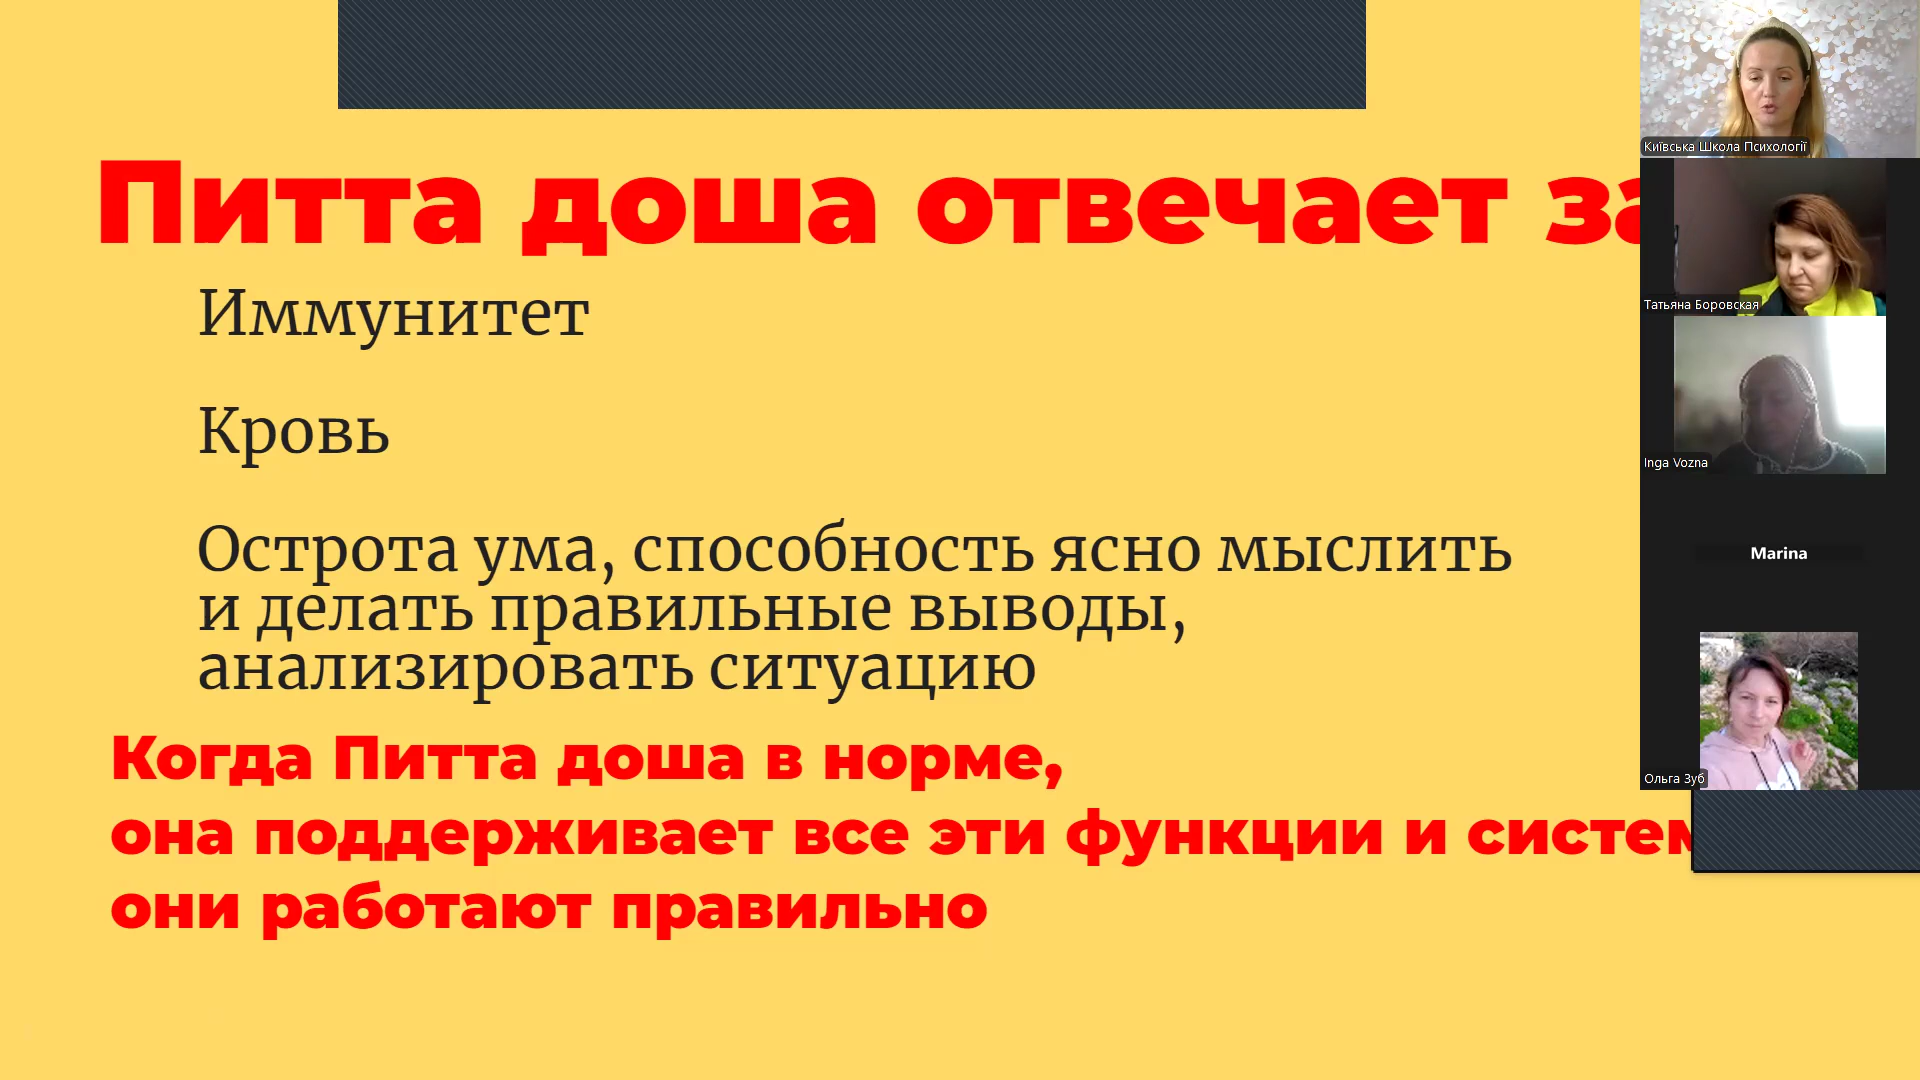 Питта доша отвечает за
Иммунитет
Кровь
Острота ума, способность ясно мыслить
и делать правильные выводы,
анализировать ситуацию
Когда Питта доша в норме,
она поддерживает все эти функции и
они работают правильно
Київська Школа Психології
Татьяна Боровская
Inga Vozna
Marina
Ольга Зуб